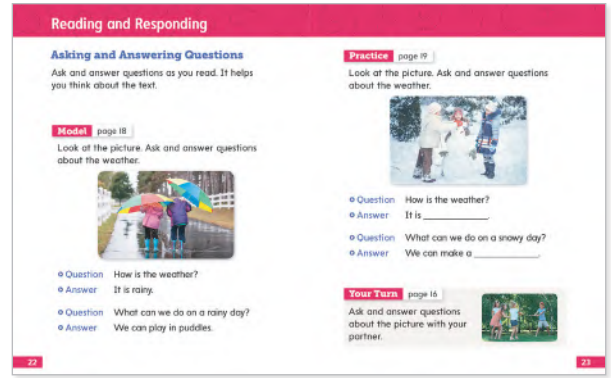 Reading and Responding
Asking and Answering Questions
Ask and answer questions as you read. It helps
you think about the text.
Model page 18
Look at the picture. Ask and answer questions
about the weather.
Question How is the weather?
Answer It is rainy.
Question What can we do on a rainy day?
Answer We can play in puddles.
22
Practice page 19
Look at the picture. Ask and answer questions
about the weather.
Question How is the weather?
Answer It is ____________.
Question What can we do on a snowy day?
Answer We can make a ____________.
Your Turn page 16
Ask and answer questions
about the picture with your
partner.
23